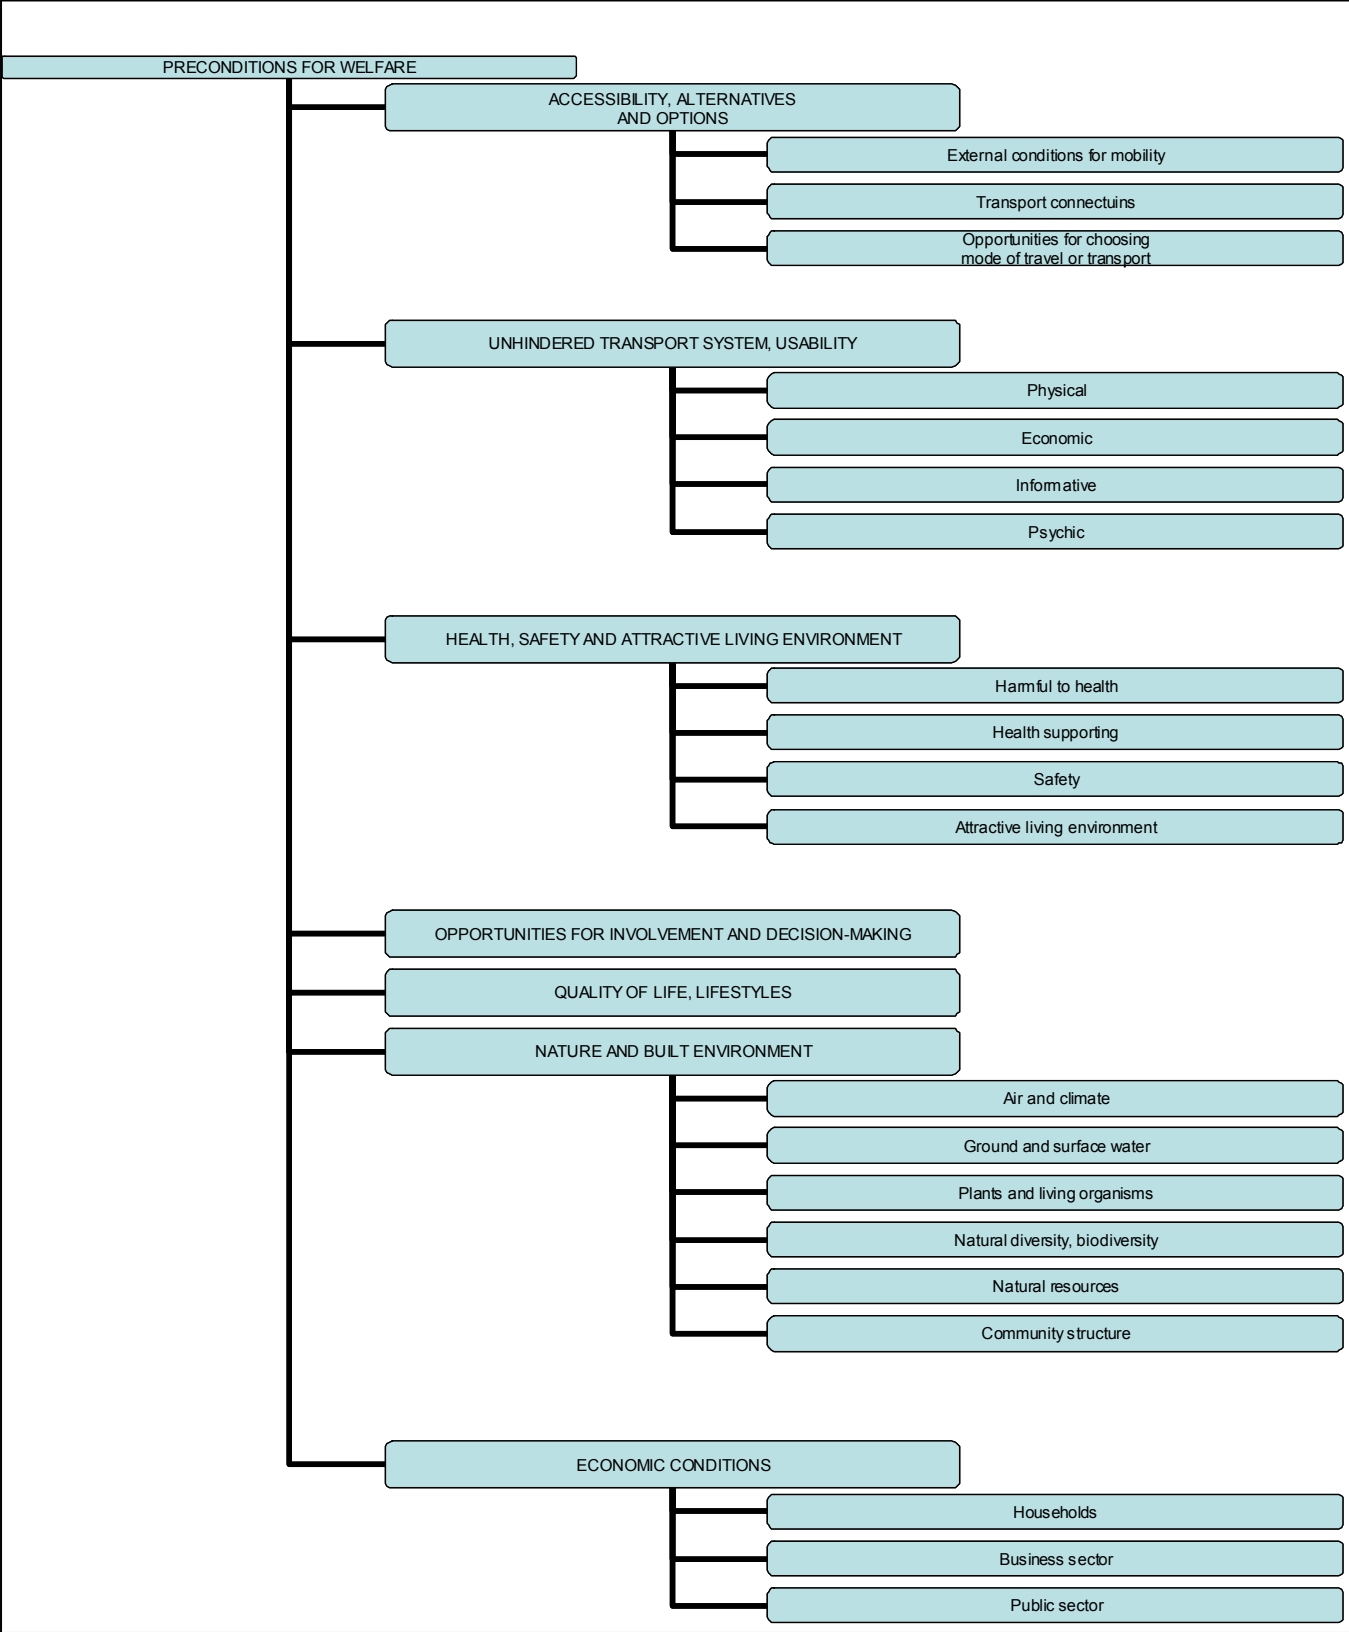 PRECONDITIONS FOR WELFARE
ACCESSIBILITY, ALTERNATIVES
AND OPTIONS
External conditions for mobility
Transport connectuins
Opportunities for choosing
mode of travel or transport
UNHINDERED TRANSPORT SYSTEM, USABILITY
Physical
Economic
Informative
Psychic
HEALTH, SAFETY AND ATTRACTIVE LIVING ENVIRONMENT
Harmful to health
Health supporting
Safety
Attractive living environment
OPPORTUNITIES FOR INVOLVEMENT AND DECISION-MAKING
QUALITY OF LIFE, LIFESTYLES
NATURE AND BUILT ENVIRONMENT
Air and climate
Ground and surface water
Plants and living organisms
Natural diversity, biodiversity
Natural resources
Community structure
ECONOMIC CONDITIONS
Households
Business sector
Public sector